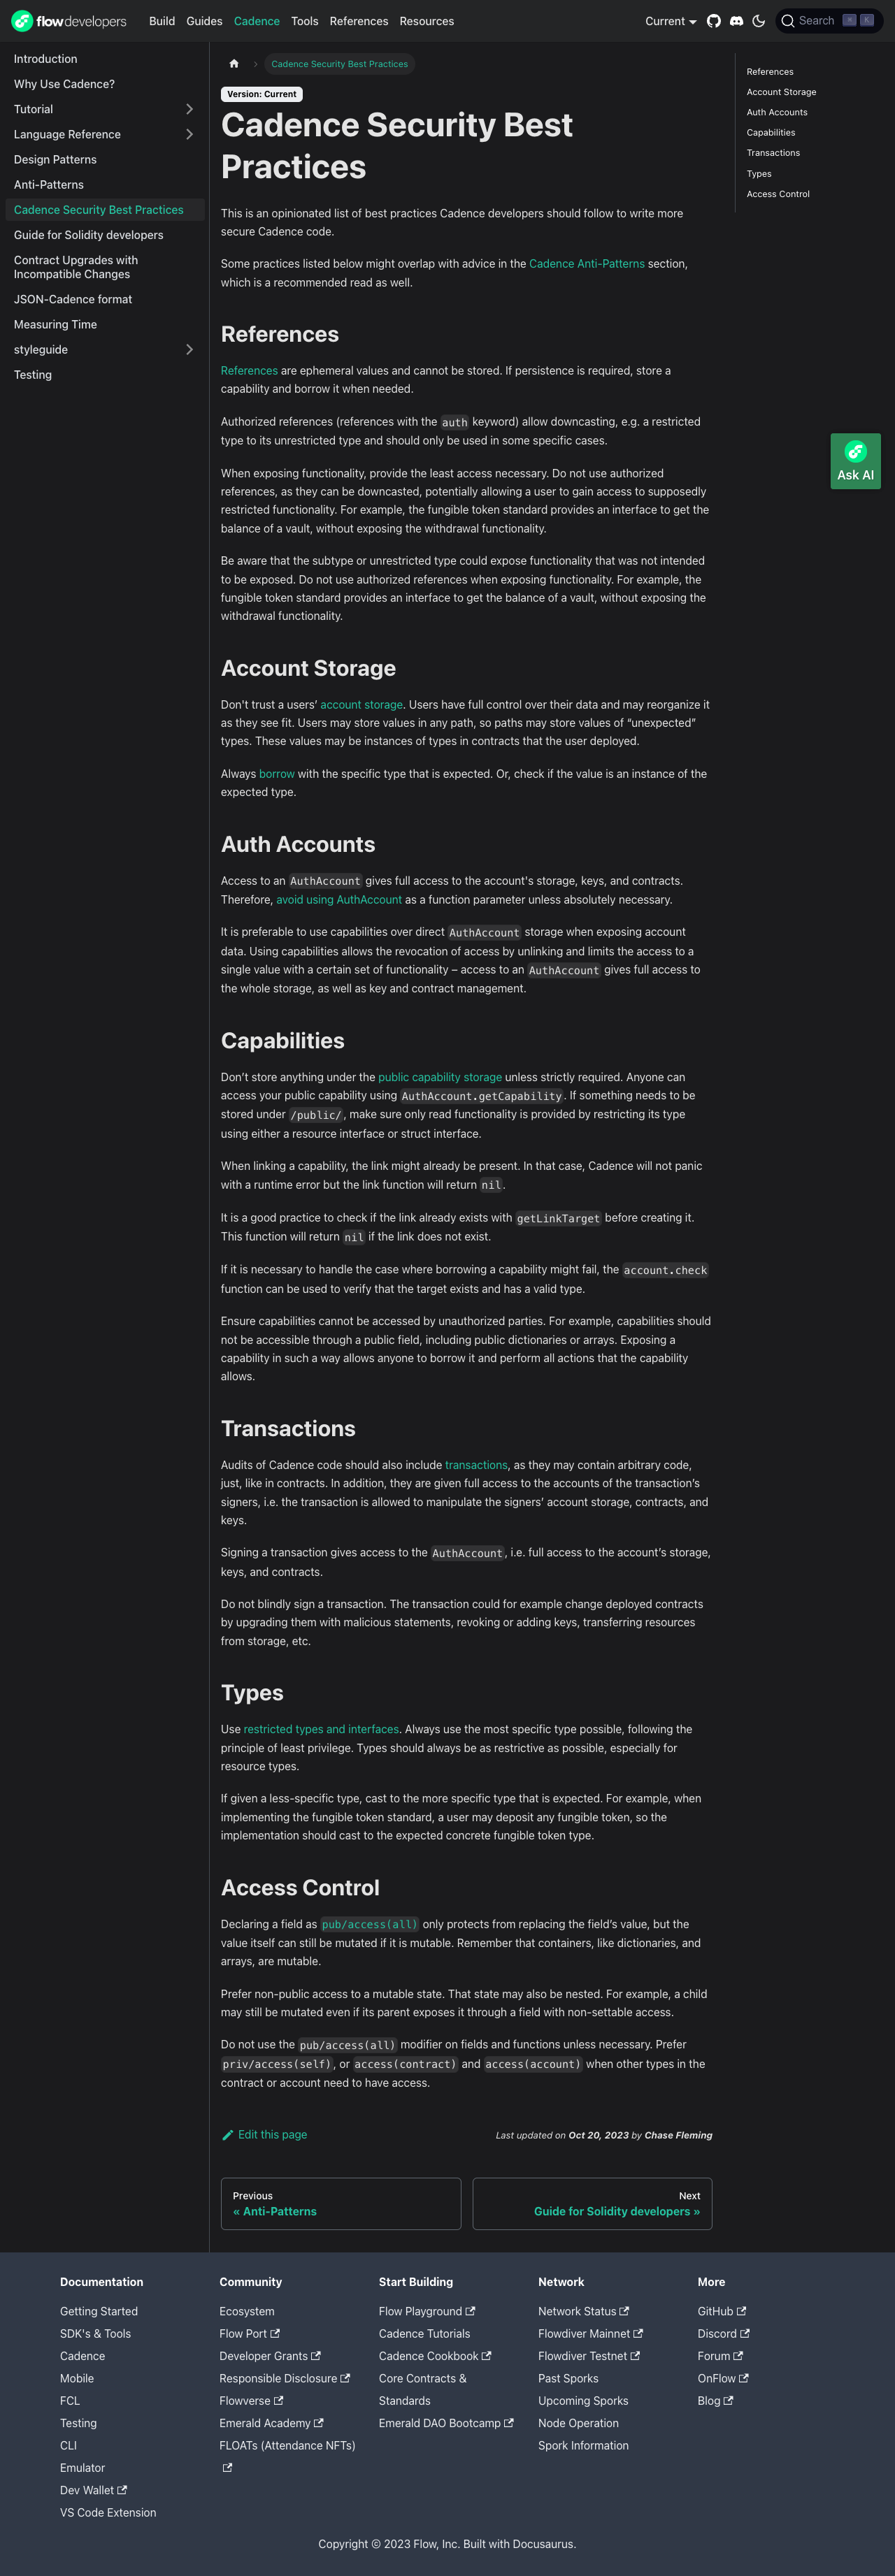 flow developers Build Guides Cadence Tools References Resources Current Search ⌘ K
Introduction
Why Use Cadence?
Tutorial
Language Reference
Design Patterns
Anti-Patterns
Cadence Security Best Practices
Guide for Solidity developers
Contract Upgrades with
Incompatible Changes
JSON-Cadence format
Measuring Time
styleguide
Testing
Cadence Security Best Practices
Version: Current
Cadence Security Best
Practices
This is an opinionated list of best practices Cadence developers should follow to write more
secure Cadence code.
Some practices listed below might overlap with advice in the Cadence Anti-Patterns section,
which is a recommended read as well.
References
References are ephemeral values and cannot be stored. If persistence is required, store a
capability and borrow it when needed.
Authorized references (references with the auth keyword) allow downcasting, e.g. a restricted
type to its unrestricted type and should only be used in some specific cases.
When exposing functionality, provide the least access necessary. Do not use authorized
references, as they can be downcasted, potentially allowing a user to gain access to supposedly
restricted functionality. For example, the fungible token standard provides an interface to get the
balance of a vault, without exposing the withdrawal functionality.
Be aware that the subtype or unrestricted type could expose functionality that was not intended
to be exposed. Do not use authorized references when exposing functionality. For example, the
fungible token standard provides an interface to get the balance of a vault, without exposing the
withdrawal functionality.
Account Storage
Don't trust a users’ account storage. Users have full control over their data and may reorganize it
as they see fit. Users may store values in any path, so paths may store values of “unexpected”
types. These values may be instances of types in contracts that the user deployed.
Always borrow with the specific type that is expected. Or, check if the value is an instance of the
expected type.
Auth Accounts
Access to an AuthAccount gives full access to the account's storage, keys, and contracts.
Therefore, avoid using AuthAccount as a function parameter unless absolutely necessary.
It is preferable to use capabilities over direct AuthAccount storage when exposing account
data. Using capabilities allows the revocation of access by unlinking and limits the access to a
single value with a certain set of functionality – access to an AuthAccount gives full access to
the whole storage, as well as key and contract management.
Capabilities
Don’t store anything under the public capability storage unless strictly required. Anyone can
access your public capability using AuthAccount.getCapability. If something needs to be
stored under /public/, make sure only read functionality is provided by restricting its type
using either a resource interface or struct interface.
When linking a capability, the link might already be present. In that case, Cadence will not panic
with a runtime error but the link function will return nil.
It is a good practice to check if the link already exists with getLinkTarget before creating it.
This function will return nil if the link does not exist.
If it is necessary to handle the case where borrowing a capability might fail, the account.check
function can be used to verify that the target exists and has a valid type.
Ensure capabilities cannot be accessed by unauthorized parties. For example, capabilities should
not be accessible through a public field, including public dictionaries or arrays. Exposing a
capability in such a way allows anyone to borrow it and perform all actions that the capability
allows.
Transactions
Audits of Cadence code should also include transactions, as they may contain arbitrary code,
just, like in contracts. In addition, they are given full access to the accounts of the transaction’s
signers, i.e. the transaction is allowed to manipulate the signers’ account storage, contracts, and
keys.
Signing a transaction gives access to the AuthAccount, i.e. full access to the account’s storage,
keys, and contracts.
Do not blindly sign a transaction. The transaction could for example change deployed contracts
by upgrading them with malicious statements, revoking or adding keys, transferring resources
from storage, etc.
Types
Use restricted types and interfaces. Always use the most specific type possible, following the
principle of least privilege. Types should always be as restrictive as possible, especially for
resource types.
If given a less-specific type, cast to the more specific type that is expected. For example, when
implementing the fungible token standard, a user may deposit any fungible token, so the
implementation should cast to the expected concrete fungible token type.
Access Control
Declaring a field as pub/access(all) only protects from replacing the field’s value, but the
value itself can still be mutated if it is mutable. Remember that containers, like dictionaries, and
arrays, are mutable.
Prefer non-public access to a mutable state. That state may also be nested. For example, a child
may still be mutated even if its parent exposes it through a field with non-settable access.
Do not use the pub/access(all) modifier on fields and functions unless necessary. Prefer
priv/access(self), or access(contract) and access(account) when other types in the
contract or account need to have access.
Edit this page Last updated on Oct 20, 2023 by Chase Fleming
Previous
« Anti-Patterns
Next
Guide for Solidity developers »
References
Account Storage
Auth Accounts
Capabilities
Transactions
Types
Access Control
Ask AI
Documentation
Getting Started
SDK's & Tools
Cadence
Mobile
FCL
Testing
CLI
Emulator
Dev Wallet
VS Code Extension
Community
Ecosystem
Flow Port
Developer Grants
Responsible Disclosure
Flowverse
Emerald Academy
FLOATs (Attendance NFTs)
Start Building
Flow Playground
Cadence Tutorials
Cadence Cookbook
Core Contracts &
Standards
Emerald DAO Bootcamp
Network
Network Status
Flowdiver Mainnet
Flowdiver Testnet
Past Sporks
Upcoming Sporks
Node Operation
Spork Information
More
GitHub
Discord
Forum
OnFlow
Blog
Copyright © 2023 Flow, Inc. Built with Docusaurus.